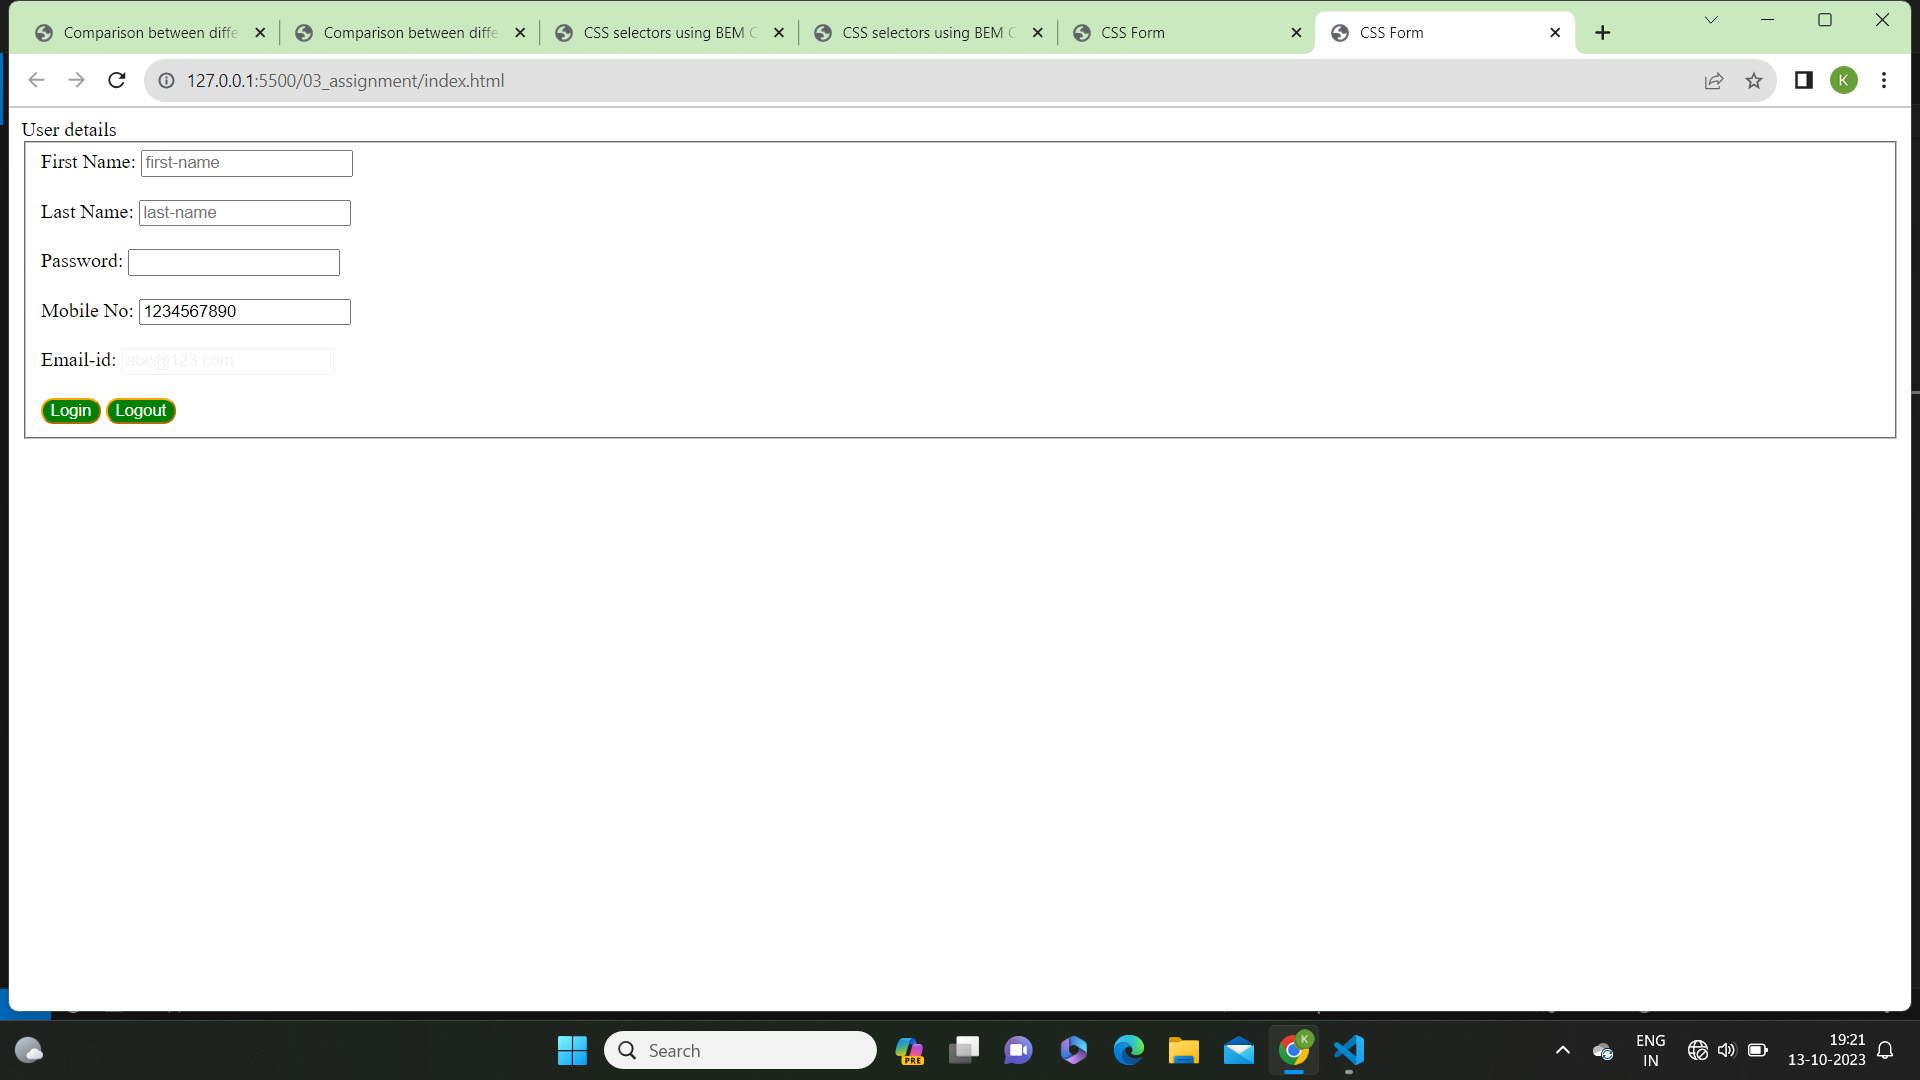 Comparison between diffe
Comparison between diffe
CSS selectors using BEM C
CSS selectors using BEM C
CSS Form
CSS Form
127.0.0.1:5500/03_assignment/index.html
K
User details
First Name: first-name
Last Name: last-name
Password:
Mobile No: 1234567890
Email-id: abc@123.com
Login Logout
Search
PRE
K
ENG
IN
19:21
13-10-2023